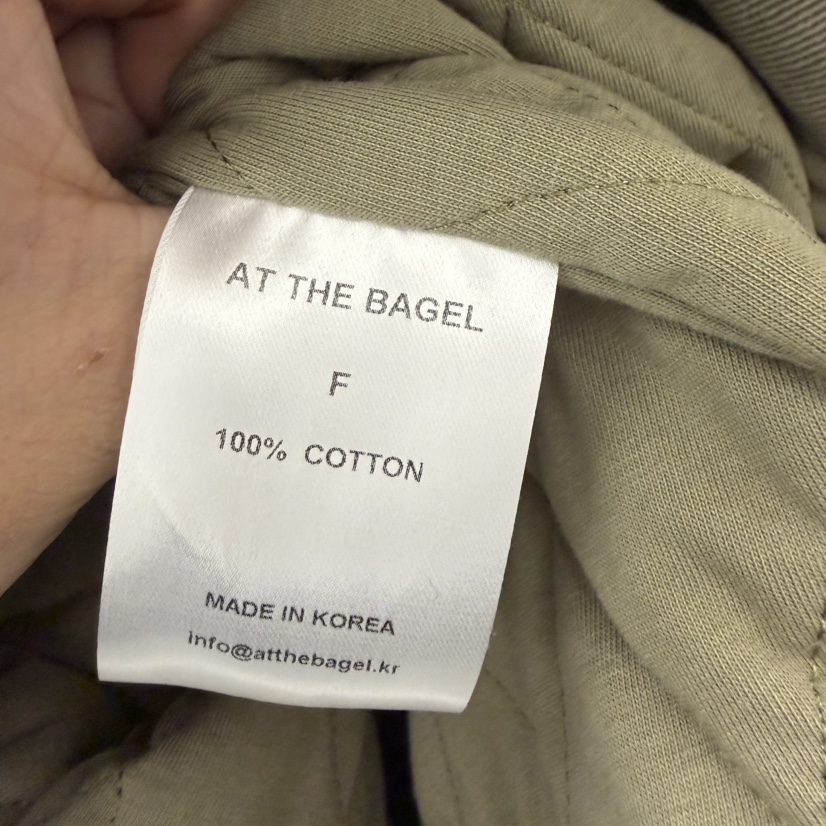 AT THE BAGEL
F
100% COTTON
MADE IN KOREA
info@atthebagel.kr